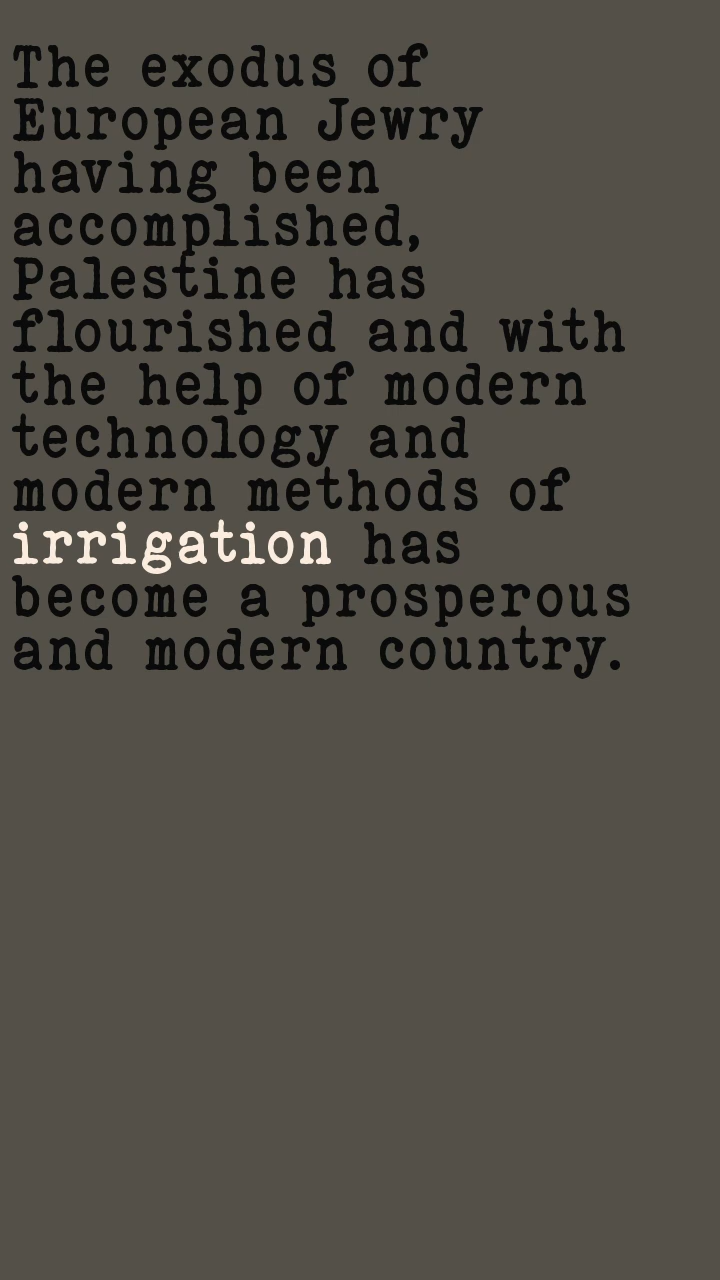 The exodus of
European Jewry
having been
accomplished,
Palestine has
flourished and with
the help of modern
technology and
modern methods of
irrigation has
become a prosperous
and modern country.